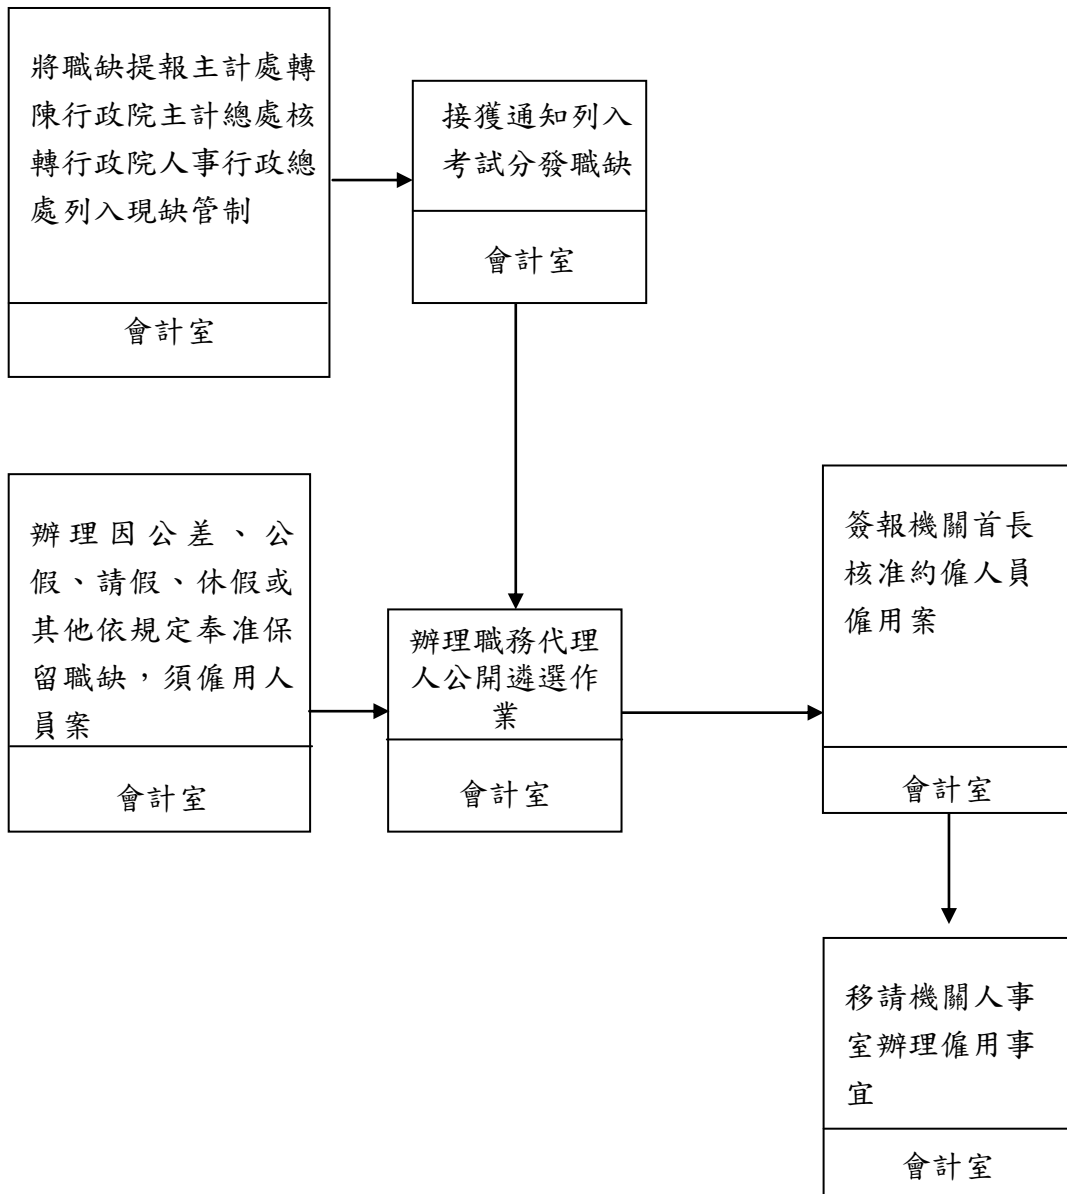 將職缺提報主計處轉
陳行政院主計總處核
轉行政院人事行政總
處列入現缺管制
會計室
接獲通知列入
考試分發職缺
會計室
辦理因公差、公
假、請假、休假或
其他依規定奉准保
留職缺，須僱用人
員案
會計室
辦理職務代理
人公開遴選作
業
會計室
簽報機關首長
核准約僱人員
僱用案
會計室
移請機關人事
室辦理僱用事
宜
會計室